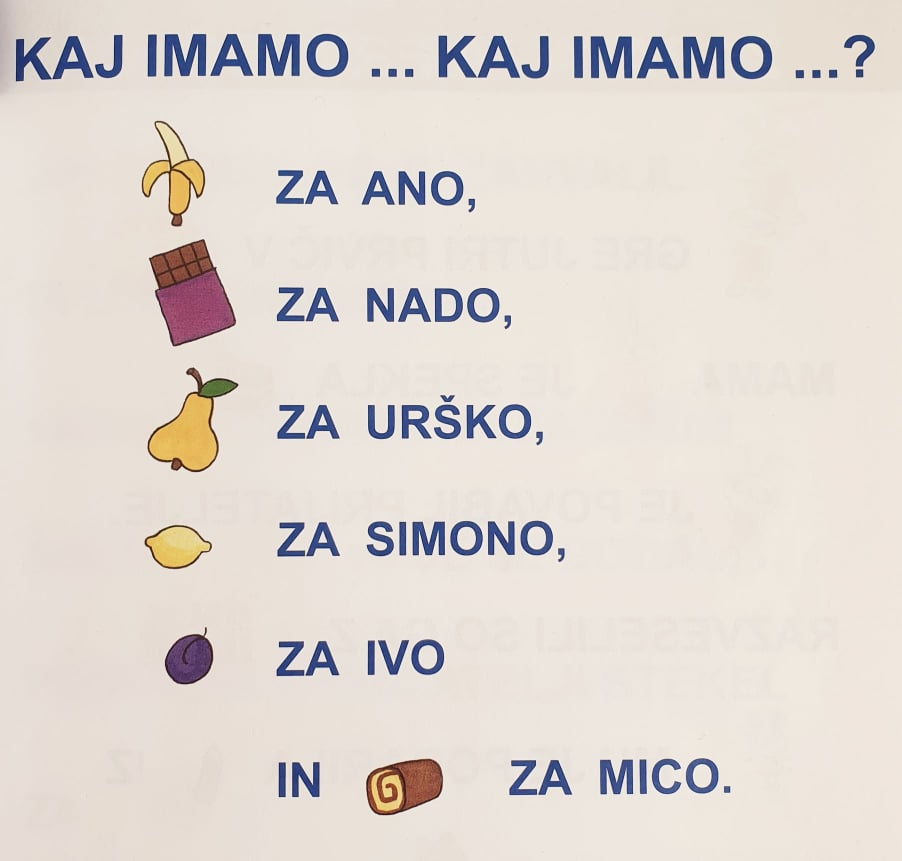 KAJ IMAMO ... KAJ IMAMO ...?
ZA ANO,
ZA NADO,
ZA URŠKO,
ZA SIMONO,
ZA IVO
IN ZA MICO.